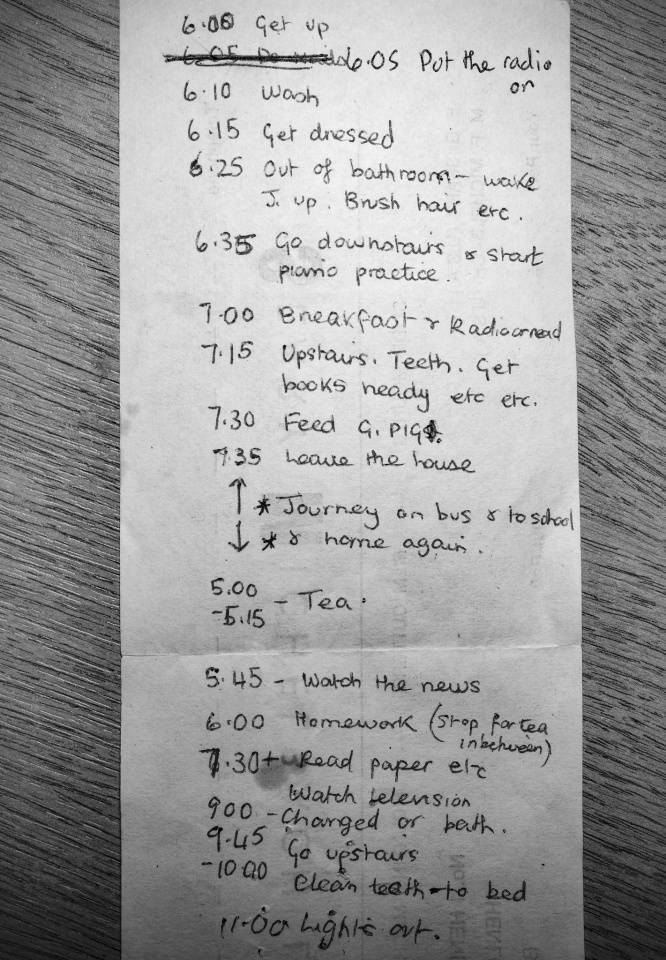 6.00 Get up
6.05 Put the radio
on
6.10 Wash
6.15 Get dressed
6.25 Out of bathroom - wake
J. up. Brush hair etc.
6.35 Go downstairs & start
piano practice.
7.00 Breakfast & Radio or read
7.15 Upstairs. Teeth. Get
books ready etc etc.
7.30 Feed G. PIGS.
7.35 Leave the house
* Journey on bus & to school
* & home again.
5.00
-5.15 - Tea.
5.45 - Watch the news
6.00 Homework (stop for tea
inbetween)
7.30+ Read paper etc
Watch television
900 - Changed or bath.
9.45 Go upstairs
-10.00
Clean teeth - to bed
11.00 Lights out.